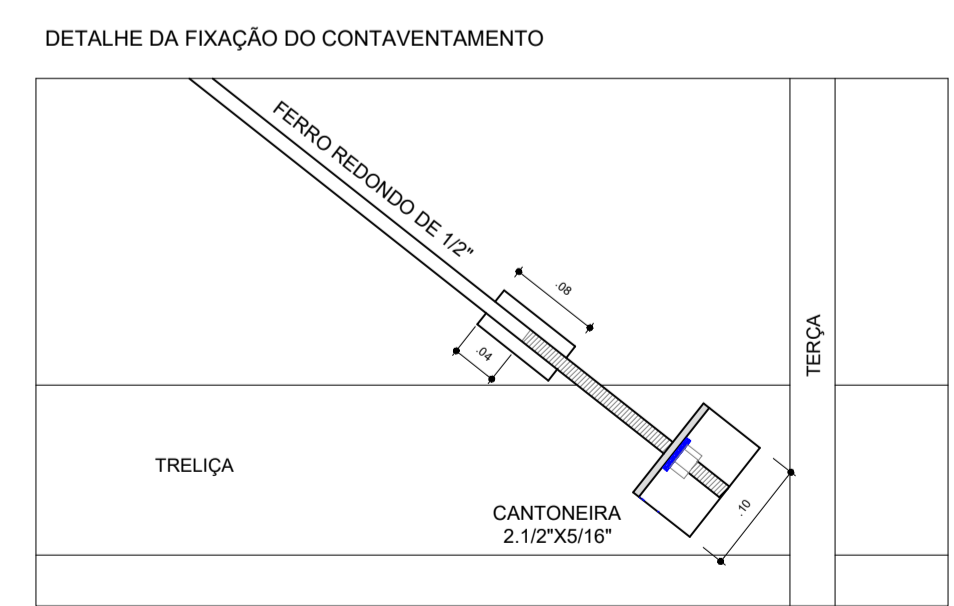 DETALHE DA FIXAÇÃO DO CONTAVENTAMENTO
FERRO REDONDO DE 1/2"
.08
.04
TERÇA
TRELIÇA
CANTONEIRA
2.1/2"X5/16"
.10